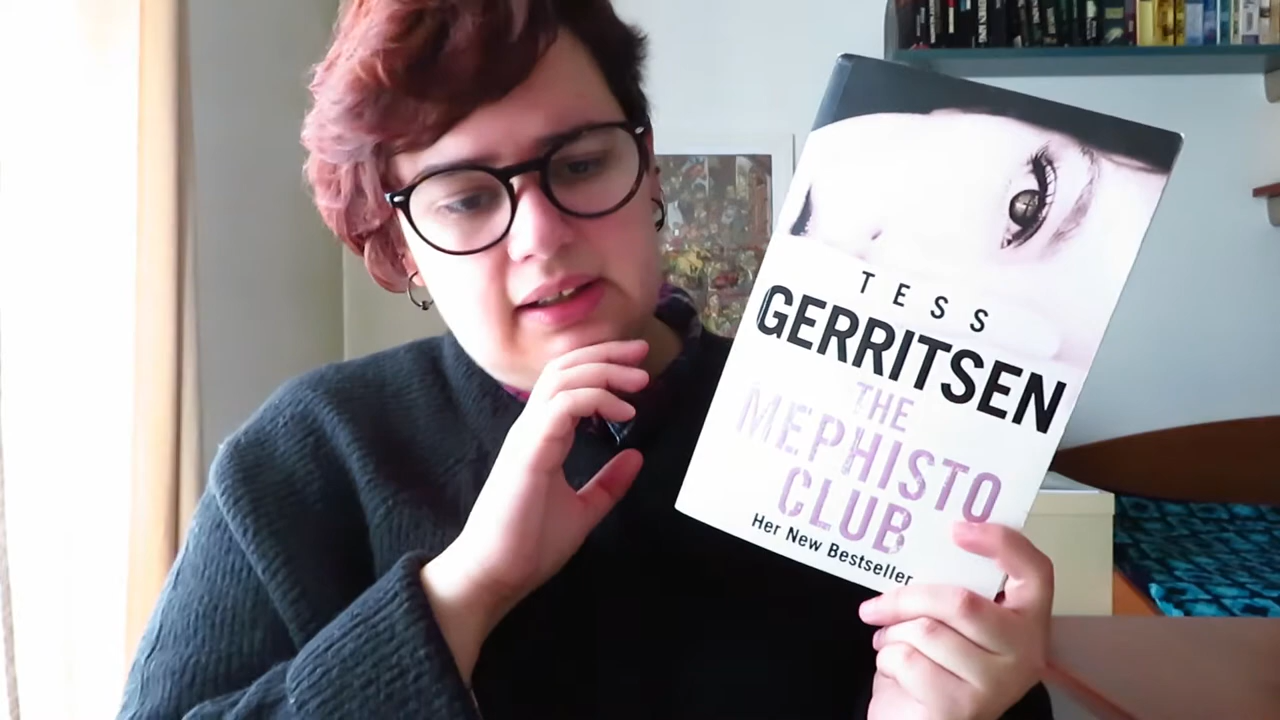 TESS
GERRITSEN
THE
MEPHISTO
CLUB
Her New Bestseller